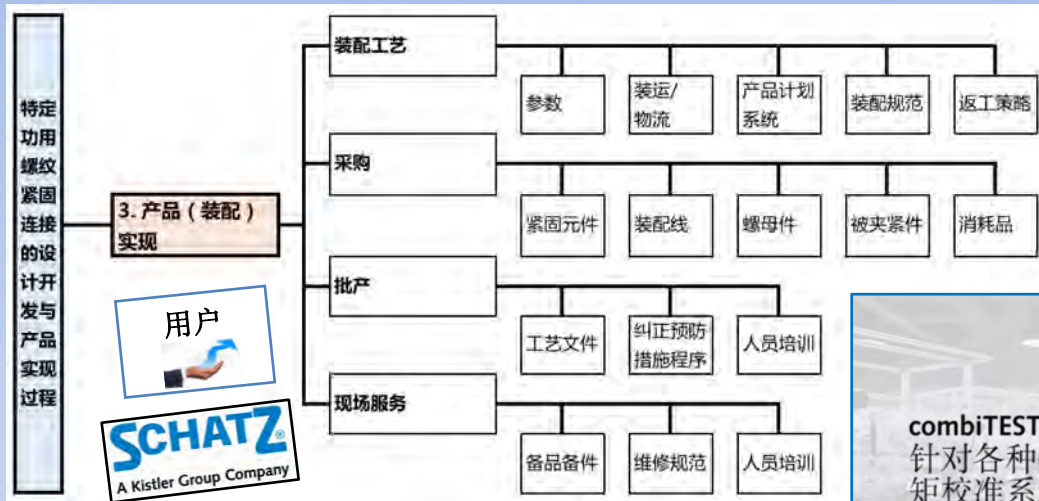 特定
功用
螺纹
紧固
连接
的设
计开
发与
产品
实现
过程
3. 产品（装配）
实现
装配工艺
参数
装运/
物流
产品计划
系统
装配规范
返工策略
采购
紧固元件
装配线
螺母件
被夹紧件
消耗品
批产
工艺文件
纠正预防
措施程序
人员培训
现场服务
备品备件
维修规范
人员培训
用户
SCHATZ®
A Kistler Group Company
combiTEST
针对各种
矩校准系